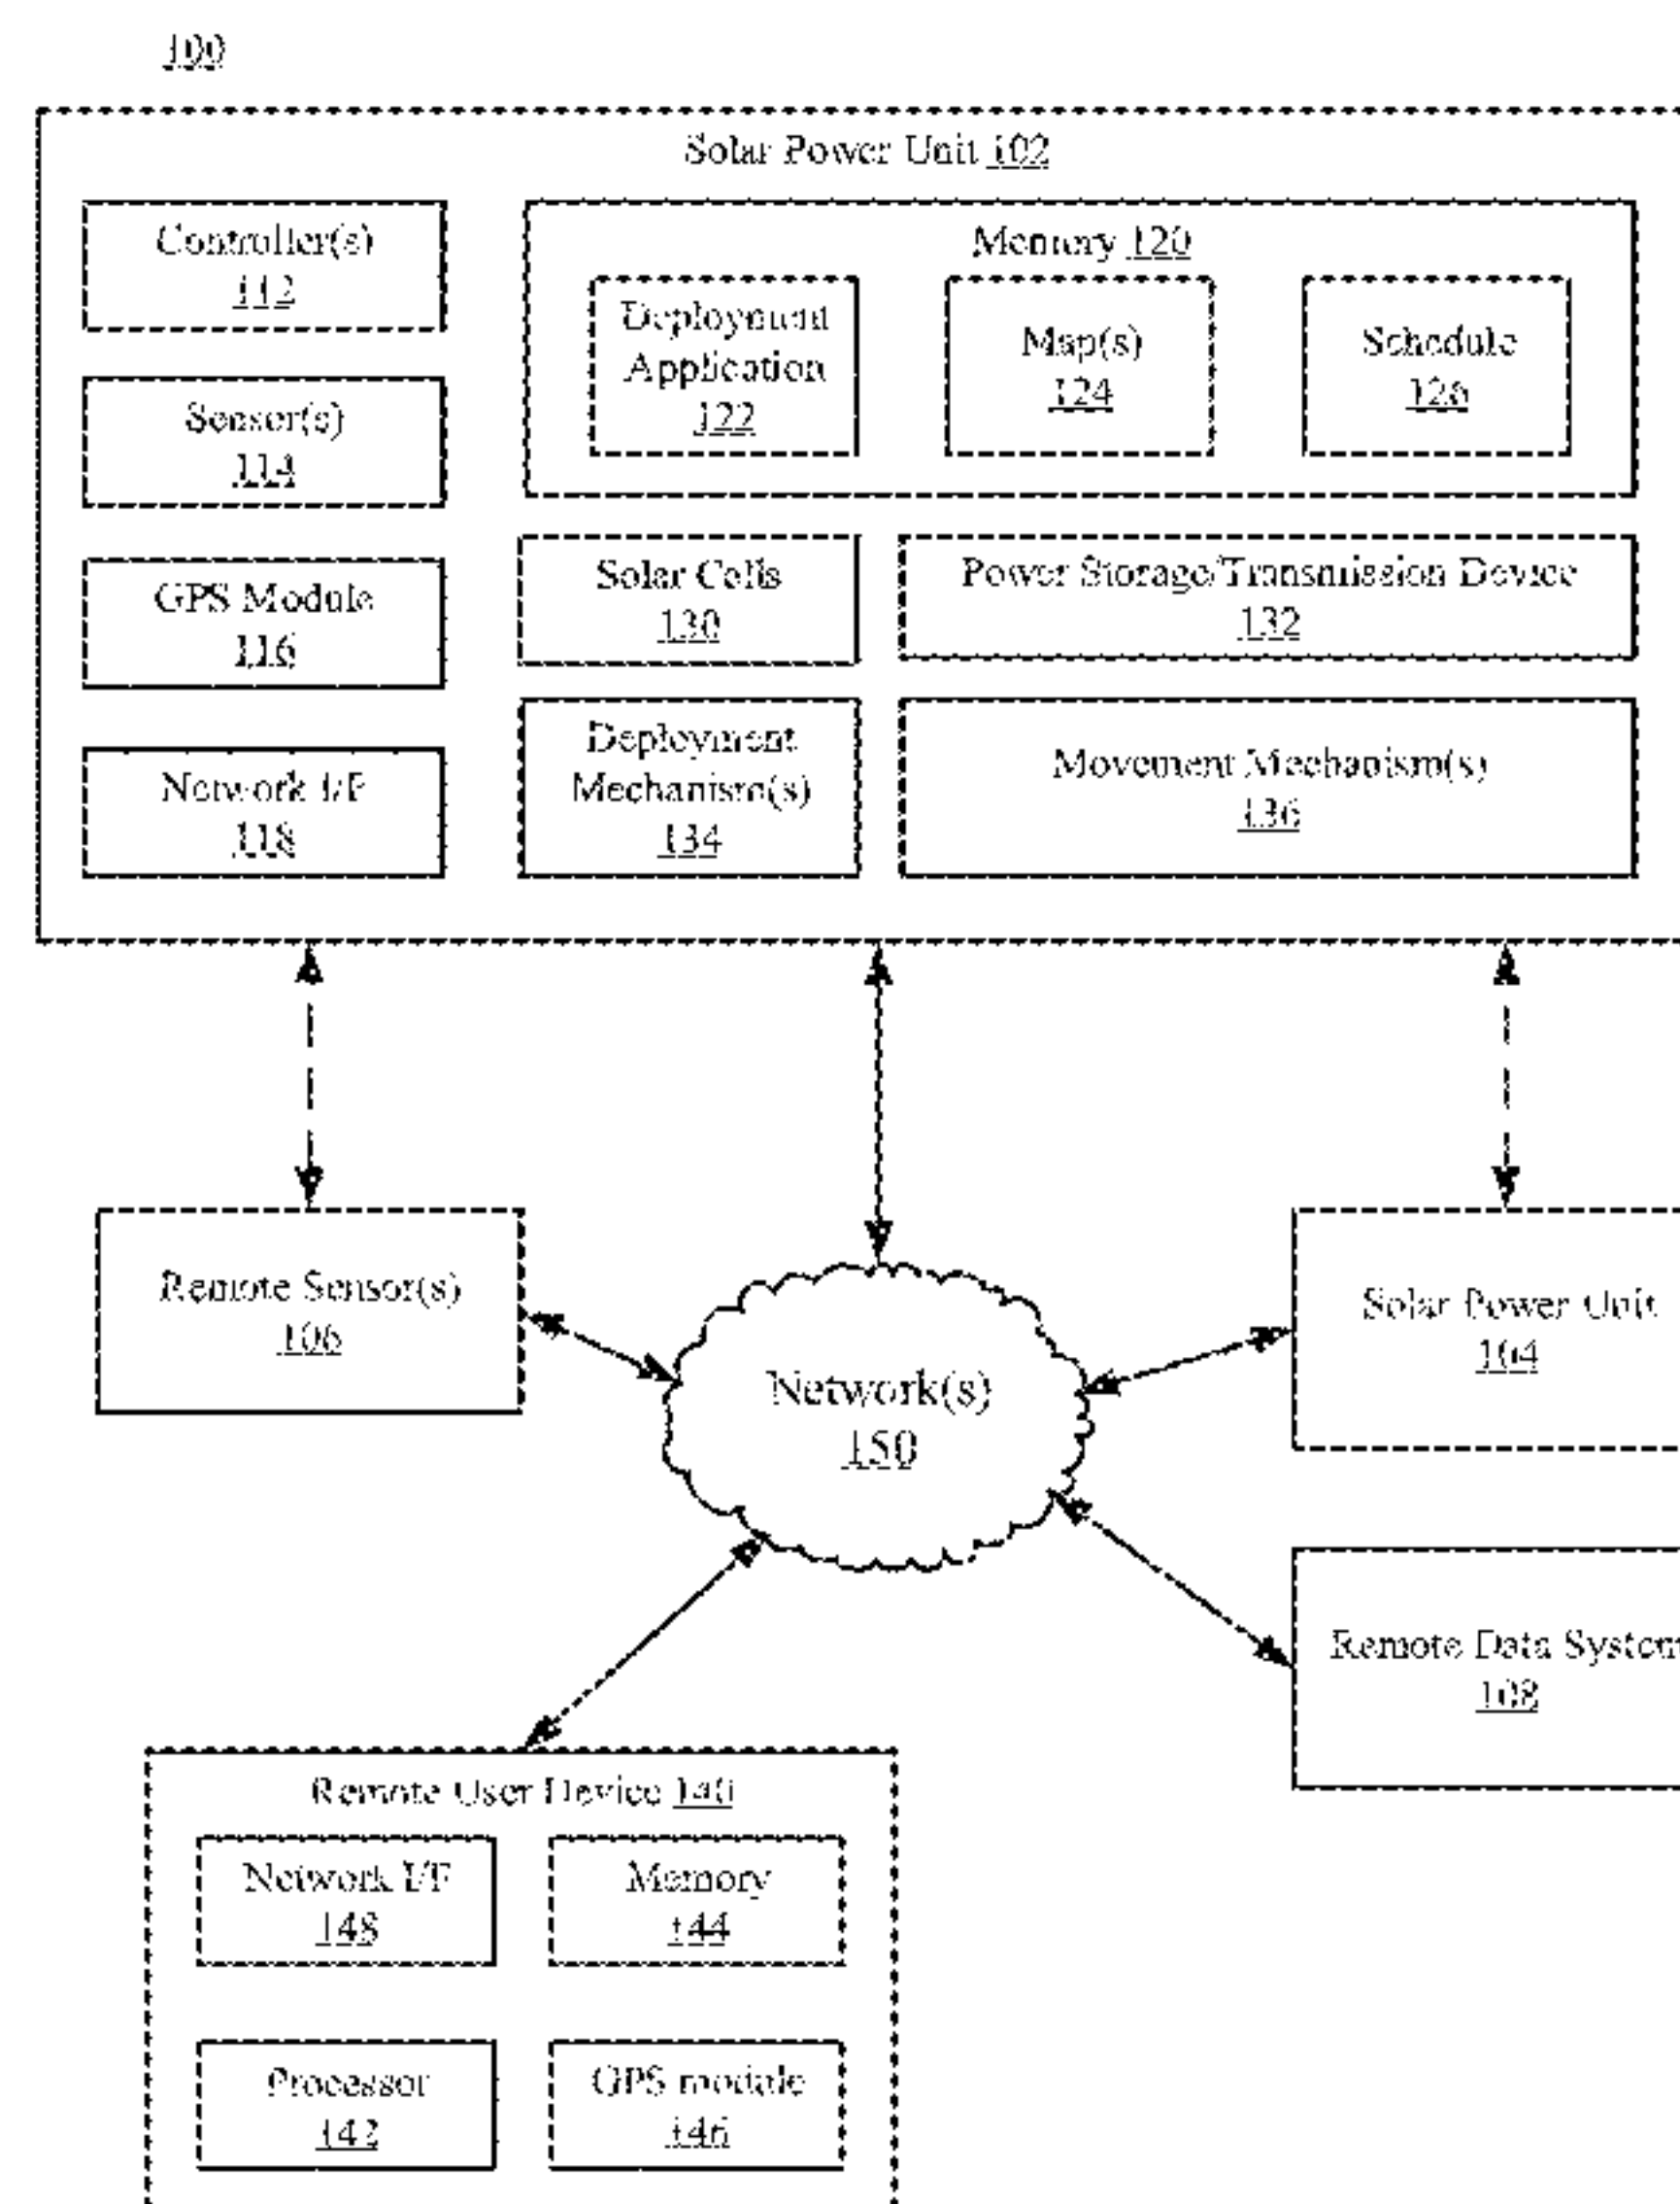 100
Solar Power Unit 102
Controller(s)
112
Sensor(s)
114
GPS Module
116
Network I/F
118
Memory 120
Deployment
Application
122
Map(s)
124
Schedule
126
Solar Cells
130
Power Storage/Transmission Device
132
Deployment
Mechanism(s)
134
Movement Mechanism(s)
136
Remote Sensor(s)
106
Network(s)
150
Solar Power Unit
104
Remote Data System
108
Remote User Device 140
Network I/F
148
Memory
144
Processor
142
GPS module
146